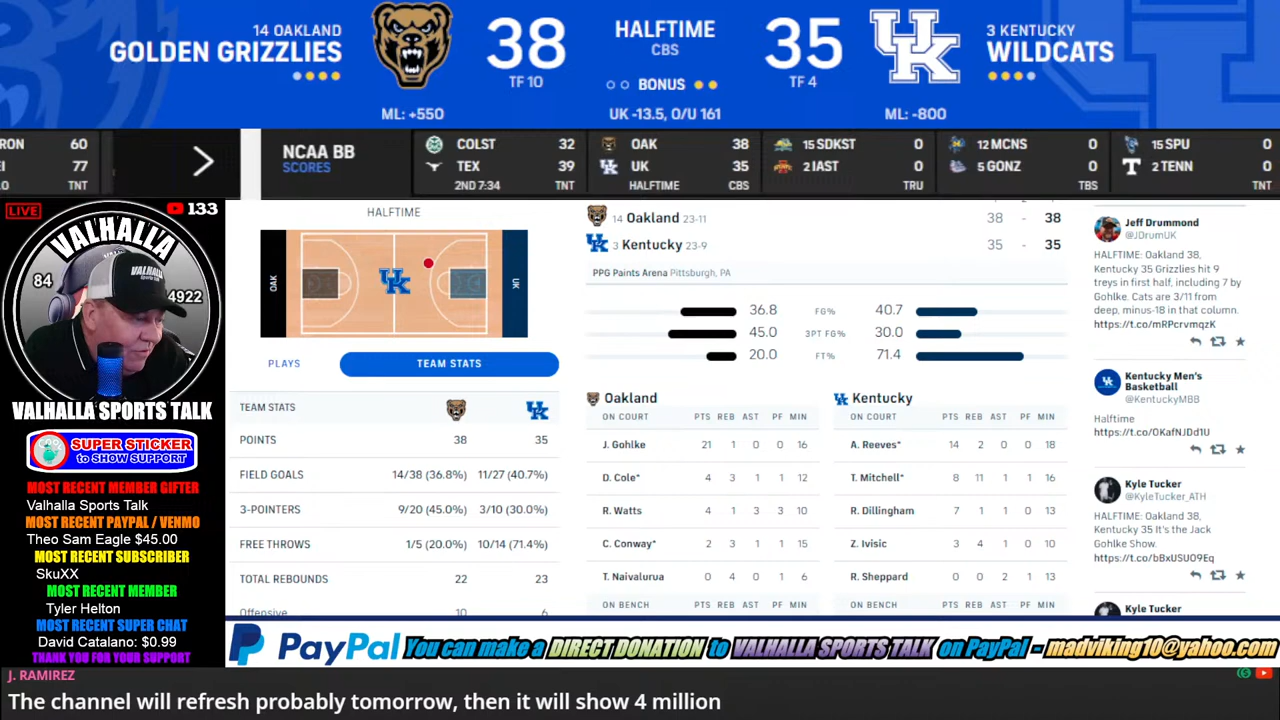 14 OAKLAND
GOLDEN GRIZZLIES
38
TF 10
ML: +550
HALFTIME
CBS
BONUS
UK -13.5, O/U 161
35
TF 4
UK
3 KENTUCKY
WILDCATS
ML: -800
RON 60
EI 77
LO TNT
NCAA BB
SCORES
COLST 32
TEX 39
2ND 7:34 TNT
OAK 38
UK 35
HALFTIME CBS
15 SDKST 0
2 IAST 0
TRU
12 MCNS 0
5 GONZ 0
TBS
15 SPU 0
2 TENN 0
TNT
LIVE
133
VALHALLA
84
4922
VALHALLA SPORTS TALK
SUPER STICKER
to SHOW SUPPORT
MOST RECENT MEMBER GIFTER
Valhalla Sports Talk
MOST RECENT PAYPAL / VENMO
Theo Sam Eagle $45.00
MOST RECENT SUBSCRIBER
SkuXX
MOST RECENT MEMBER
Tyler Helton
MOST RECENT SUPER CHAT
David Catalano: $0.99
THANK YOU FOR YOUR SUPPORT
HALFTIME
OAK
UK
UK
PLAYS
TEAM STATS
TEAM STATS
POINTS 38 35
FIELD GOALS 14/38 (36.8%) 11/27 (40.7%)
3-POINTERS 9/20 (45.0%) 3/10 (30.0%)
FREE THROWS 1/5 (20.0%) 10/14 (71.4%)
TOTAL REBOUNDS 22 23
Offensive 10 6
14 Oakland 23-11 38 - 38
3 Kentucky 23-9 35 - 35
PPG Paints Arena Pittsburgh, PA
36.8 FG% 40.7
45.0 3PT FG% 30.0
20.0 FT% 71.4
Oakland
ON COURT PTS REB AST PF MIN
J. Gohlke 21 1 0 0 16
D. Cole* 4 3 1 1 12
R. Watts 4 1 3 3 10
C. Conway* 2 3 1 1 15
T. Naivalurua 0 4 0 1 6
ON BENCH PTS REB AST PF MIN
Kentucky
ON COURT PTS REB AST PF MIN
A. Reeves* 14 2 0 0 18
T. Mitchell* 8 11 1 1 16
R. Dillingham 7 1 1 0 13
Z. Ivisic 3 4 1 0 10
R. Sheppard 0 0 2 1 13
ON BENCH PTS REB AST PF MIN
Jeff Drummond
@JDrumUK
HALFTIME: Oakland 38,
Kentucky 35 Grizzlies hit 9
treys in first half, including 7 by
Gohlke. Cats are 3/11 from
deep, minus-18 in that column.
https://t.co/mRPcrvmqzK
Kentucky Men's
Basketball
@KentuckyMBB
Halftime
https://t.co/OKafNJDd1U
Kyle Tucker
@KyleTucker_ATH
HALFTIME: Oakland 38,
Kentucky 35 It's the Jack
Gohlke Show.
https://t.co/bBxUSUO9Eq
Kyle Tucker
PayPal You can make a DIRECT DONATION to VALHALLA SPORTS TALK on PayPal - madviking10@yahoo.com
J. RAMIREZ
The channel will refresh probably tomorrow, then it will show 4 million